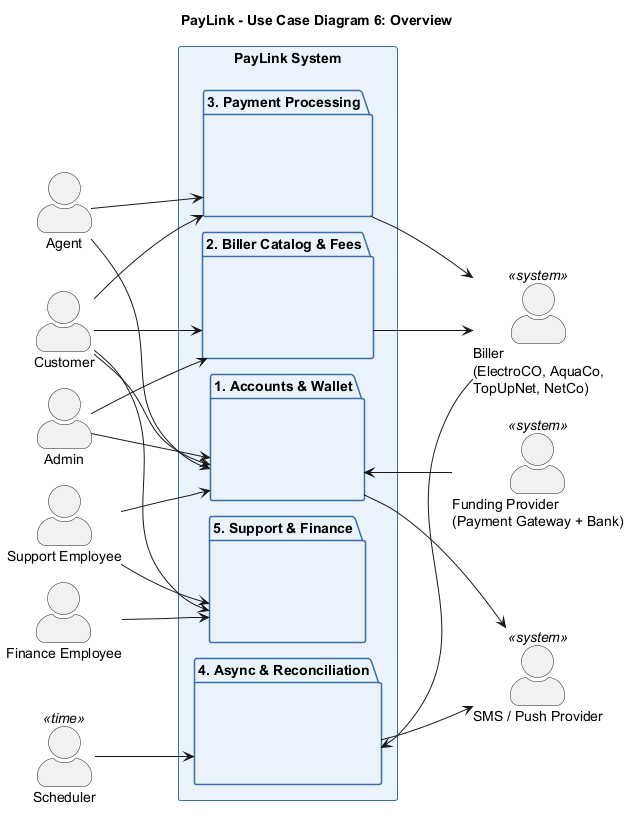 PayLink - Use Case Diagram 6: Overview
PayLink System
3. Payment Processing
2. Biller Catalog & Fees
1. Accounts & Wallet
5. Support & Finance
4. Async & Reconciliation
Agent
Customer
Admin
Support Employee
Finance Employee
«time»
Scheduler
«system»
Biller
(ElectroCO, AquaCo,
TopUpNet, NetCo)
«system»
Funding Provider
(Payment Gateway + Bank)
«system»
SMS / Push Provider